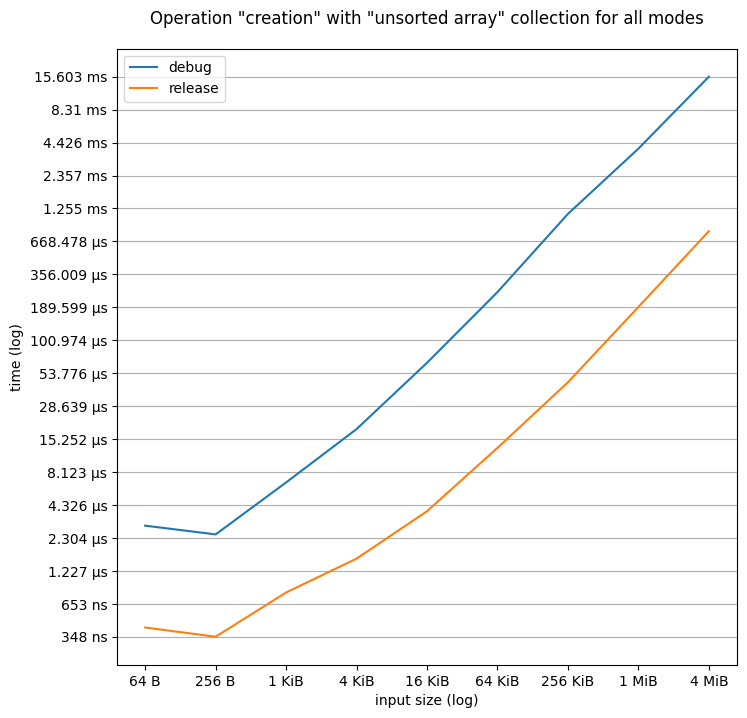 Operation "creation" with "unsorted array" collection for all modes
debug
release
15.603 ms
8.31 ms
4.426 ms
2.357 ms
1.255 ms
668.478 µs
356.009 µs
189.599 µs
100.974 µs
53.776 µs
28.639 µs
15.252 µs
8.123 µs
4.326 µs
2.304 µs
1.227 µs
653 ns
348 ns
time (log)
64 B 256 B 1 KiB 4 KiB 16 KiB 64 KiB 256 KiB 1 MiB 4 MiB
input size (log)